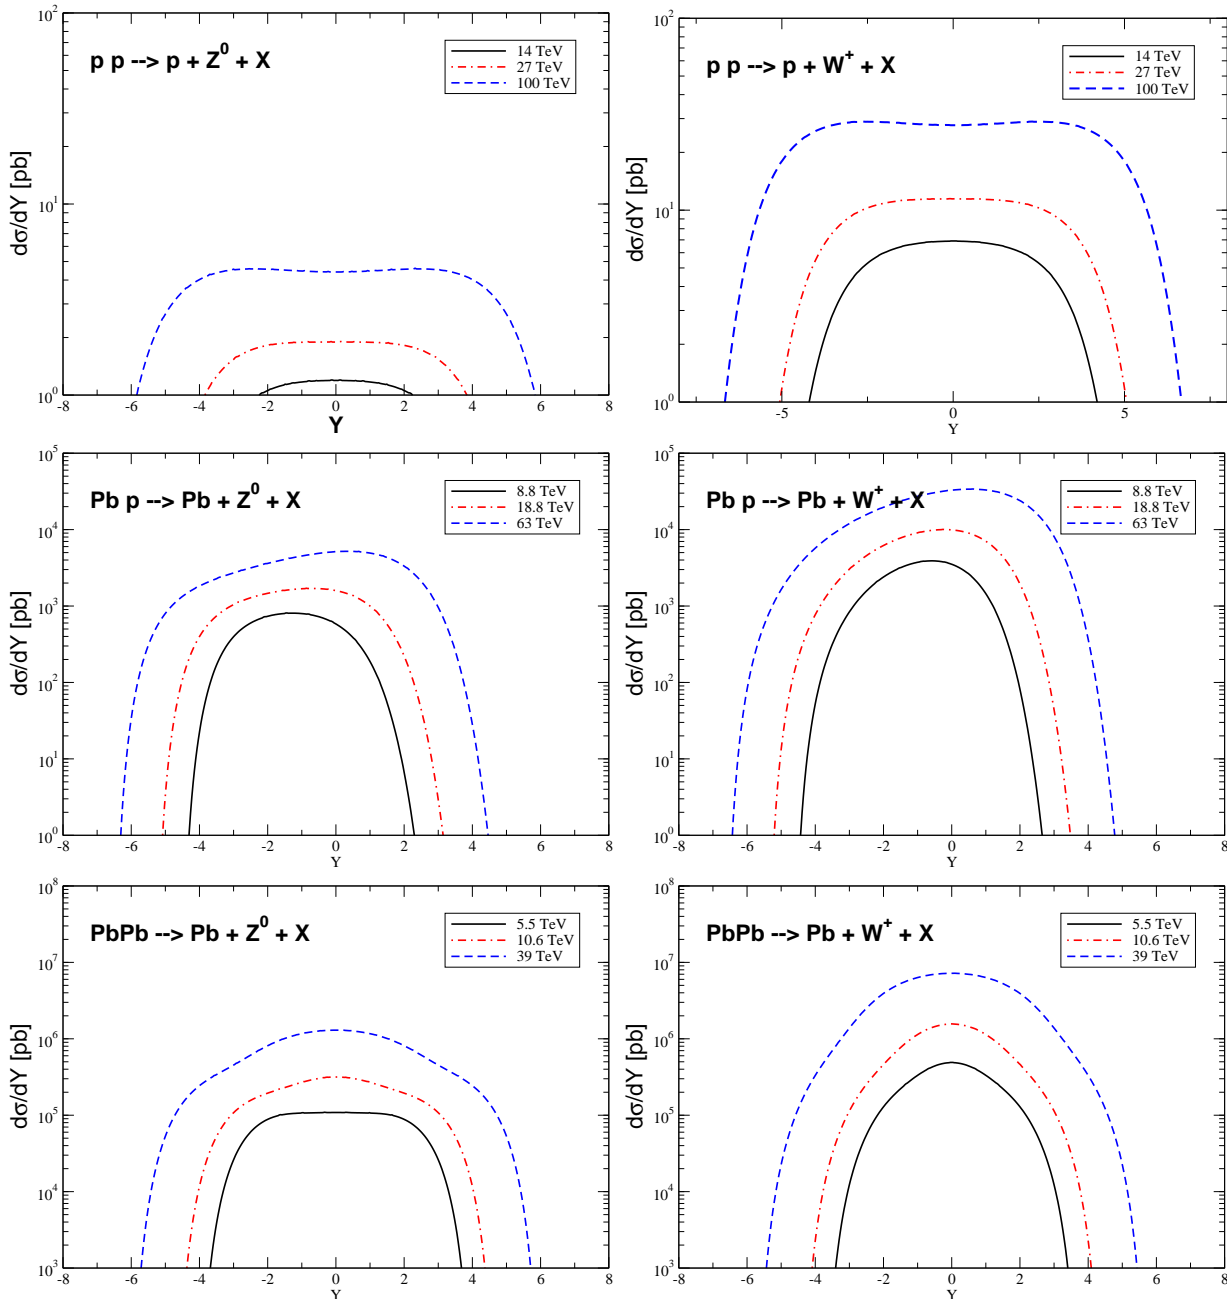 p p --> p + Z⁰ + X
14 TeV
27 TeV
100 TeV
dσ/dY [pb]
10²
10¹
10⁰
-8 -6 -4 -2 0 2 4 6 8
Y
p p --> p + W⁺ + X
14 TeV
27 TeV
100 TeV
dσ/dY [pb]
10²
10¹
10⁰
-5 0 5
Y
Pb p --> Pb + Z⁰ + X
8.8 TeV
18.8 TeV
63 TeV
dσ/dY [pb]
10⁵
10⁴
10³
10²
10¹
10⁰
-8 -6 -4 -2 0 2 4 6 8
Y
Pb p --> Pb + W⁺ + X
8.8 TeV
18.8 TeV
63 TeV
dσ/dY [pb]
10⁵
10⁴
10³
10²
10¹
10⁰
-8 -6 -4 -2 0 2 4 6 8
Y
PbPb --> Pb + Z⁰ + X
5.5 TeV
10.6 TeV
39 TeV
dσ/dY [pb]
10⁸
10⁷
10⁶
10⁵
10⁴
10³
-8 -6 -4 -2 0 2 4 6 8
Y
PbPb --> Pb + W⁺ + X
5.5 TeV
10.6 TeV
39 TeV
dσ/dY [pb]
10⁸
10⁷
10⁶
10⁵
10⁴
10³
-8 -6 -4 -2 0 2 4 6 8
Y